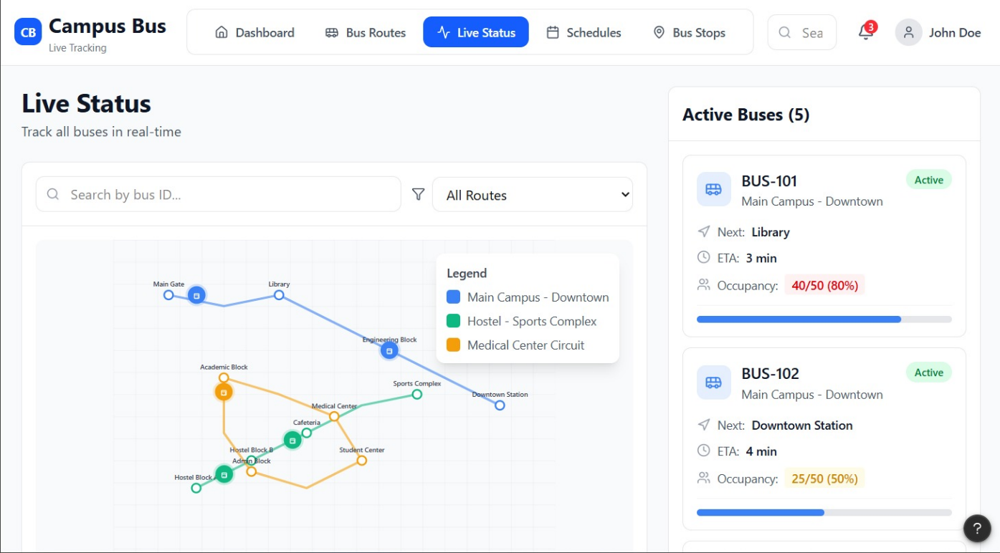 CB
Campus Bus
Live Tracking
Dashboard
Bus Routes
Live Status
Schedules
Bus Stops
Sea
3
John Doe
Live Status
Track all buses in real-time
Search by bus ID...
All Routes
Legend
Main Campus - Downtown
Hostel - Sports Complex
Medical Center Circuit
Main Gate
Library
Engineering Block
Academic Block
Sports Complex
Downtown Station
Medical Center
Cafeteria
Hostel Block B
Student Center
Admin Block
Hostel Block
Active Buses (5)
BUS-101
Active
Main Campus - Downtown
Next: Library
ETA: 3 min
Occupancy: 40/50 (80%)
BUS-102
Active
Main Campus - Downtown
Next: Downtown Station
ETA: 4 min
Occupancy: 25/50 (50%)
?